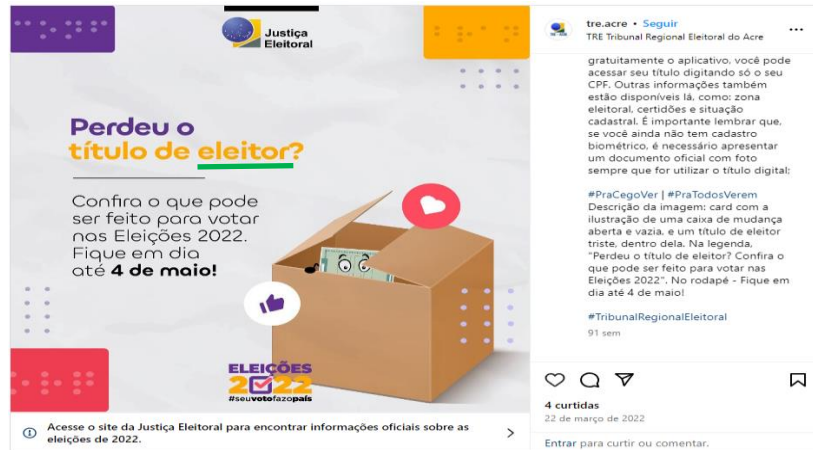 Justiça
Eleitoral
Perdeu o
título de eleitor?
Confira o que pode
ser feito para votar
nas Eleições 2022.
Fique em dia
até 4 de maio!
ELEIÇÕES
2022
#seuvotofazopaís
Acesse o site da Justiça Eleitoral para encontrar informações oficiais sobre as
eleições de 2022.
tre.acre • Seguir
TRE Tribunal Regional Eleitoral do Acre
gratuitamente o aplicativo, você pode
acessar seu título digitando só o seu
CPF. Outras informações também
estão disponíveis lá, como: zona
eleitoral, certidões e situação
cadastral. É importante lembrar que,
se você ainda não tem cadastro
biométrico, é necessário apresentar
um documento oficial com foto
sempre que for utilizar o título digital;
#PraCegoVer | #PraTodosVerem
Descrição da imagem: card com a
ilustração de uma caixa de mudança
aberta e vazia, e um título de eleitor
triste, dentro dela. Na legenda,
"Perdeu o título de eleitor? Confira o
que pode ser feito para votar nas
Eleições 2022". No rodapé - Fique em
dia até 4 de maio!
#TribunalRegionalEleitoral
91 sem
4 curtidas
22 de março de 2022
Entrar para curtir ou comentar.